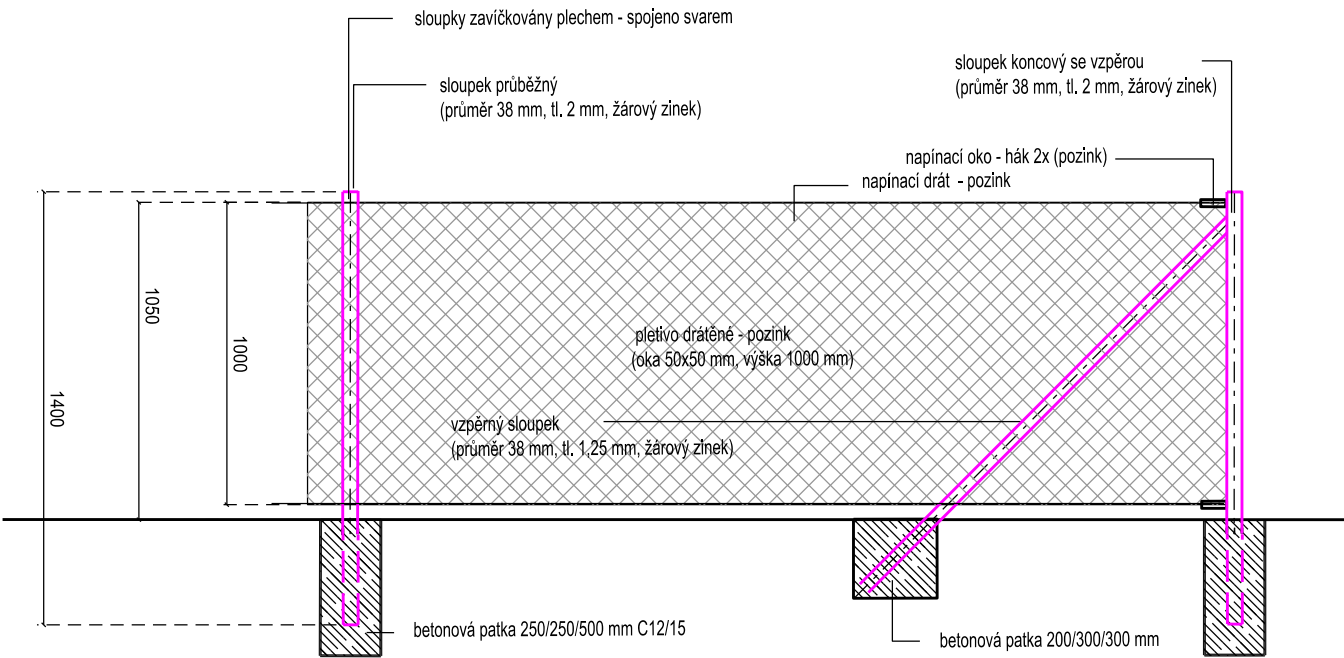 sloupky zavíčkovány plechem - spojeno svarem
sloupek průběžný
(průměr 38 mm, tl. 2 mm, žárový zinek)
sloupek koncový se vzpěrou
(průměr 38 mm, tl. 2 mm, žárový zinek)
napínací oko - hák 2x (pozink)
napínací drát - pozink
1400
1050
1000
pletivo drátěné - pozink
(oka 50x50 mm, výška 1000 mm)
vzpěrný sloupek
(průměr 38 mm, tl. 1,25 mm, žárový zinek)
betonová patka 250/250/500 mm C12/15
betonová patka 200/300/300 mm